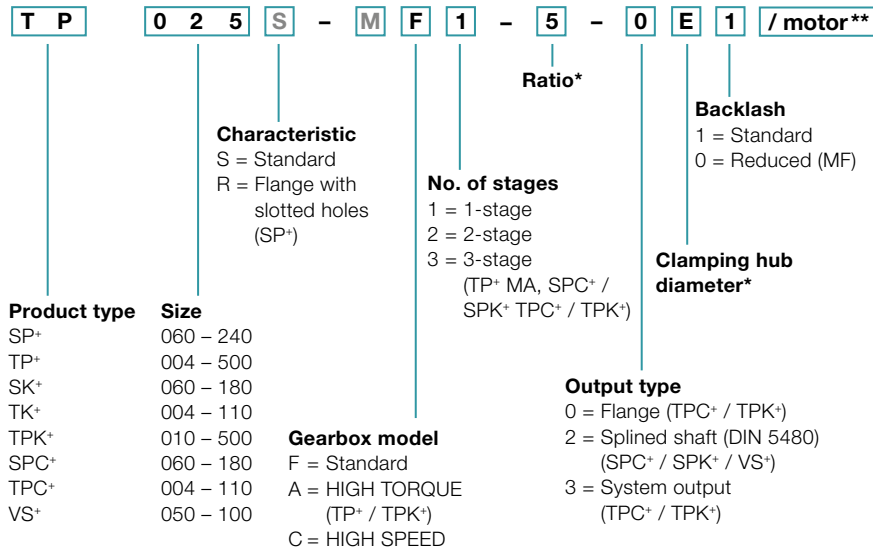 T P 0 2 5 S – M F 1 – 5 – 0 E 1 / motor**
Ratio*
Backlash
1 = Standard
0 = Reduced (MF)
Characteristic
S = Standard
R = Flange with
slotted holes
(SP+)
No. of stages
1 = 1-stage
2 = 2-stage
3 = 3-stage
(TP+ MA, SPC+ /
SPK+ TPC+ / TPK+)
Clamping hub
diameter*
Product type
SP+
TP+
SK+
TK+
TPK+
SPC+
TPC+
VS+
Size
060 – 240
004 – 500
060 – 180
004 – 110
010 – 500
060 – 180
004 – 110
050 – 100
Gearbox model
F = Standard
A = HIGH TORQUE
(TP+ / TPK+)
C = HIGH SPEED
Output type
0 = Flange (TPC+ / TPK+)
2 = Splined shaft (DIN 5480)
(SPC+ / SPK+ / VS+)
3 = System output
(TPC+ / TPK+)